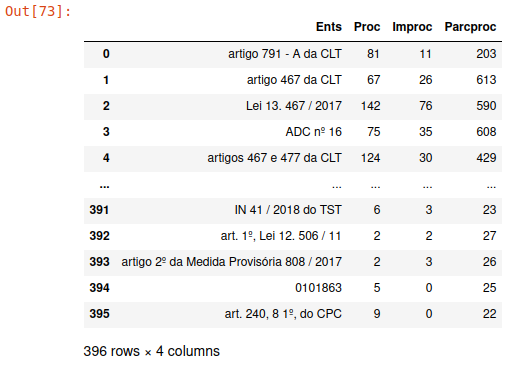 Out[73]:
Ents Proc Improc Parcproc
0 artigo 791 - A da CLT 81 11 203
1 artigo 467 da CLT 67 26 613
2 Lei 13. 467 / 2017 142 76 590
3 ADC nº 16 75 35 608
4 artigos 467 e 477 da CLT 124 30 429
... ... ... ... ...
391 IN 41 / 2018 do TST 6 3 23
392 art. 1º, Lei 12. 506 / 11 2 2 27
393 artigo 2º da Medida Provisória 808 / 2017 2 3 26
394 0101863 5 0 25
395 art. 240, 8 1º, do CPC 9 0 22
396 rows × 4 columns